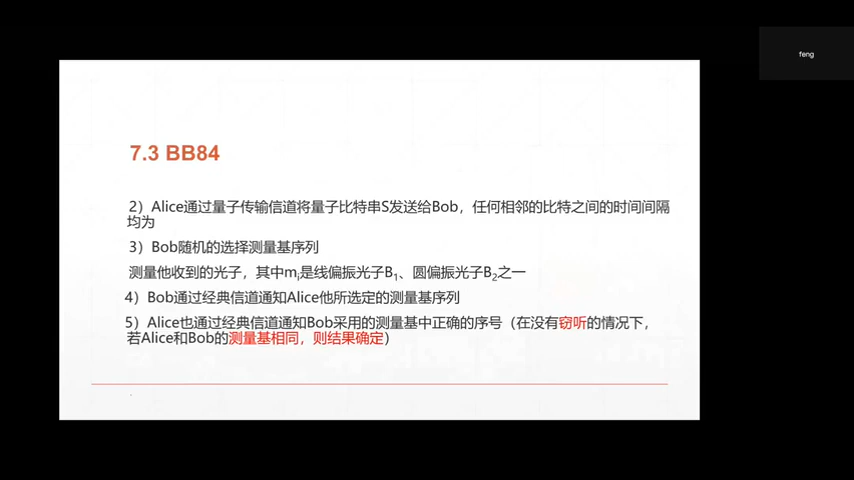 feng
7.3 BB84
2）Alice通过量子传输信道将量子比特串S发送给Bob，任何相邻的比特之间的时间间隔
均为
3）Bob随机的选择测量基序列
测量他收到的光子，其中mi是线偏振光子B1、圆偏振光子B2之一
4）Bob通过经典信道通知Alice他所选定的测量基序列
5）Alice也通过经典信道通知Bob采用的测量基中正确的序号（在没有窃听的情况下，
若Alice和Bob的测量基相同，则结果确定）